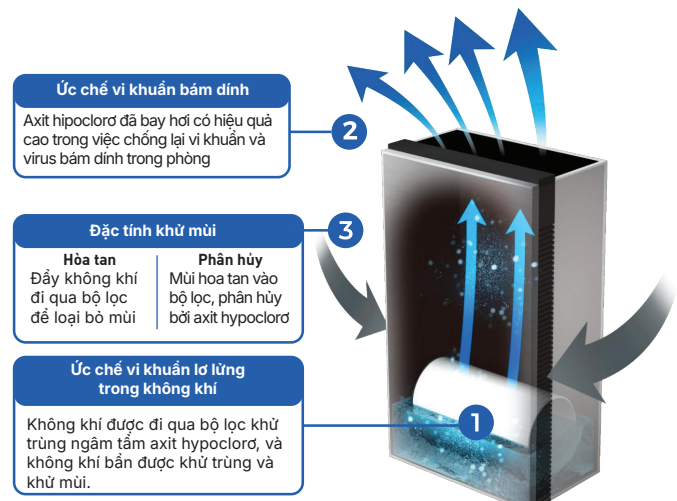 Ức chế vi khuẩn bám dính
Axit hipoclorơ đã bay hơi có hiệu quả
cao trong việc chống lại vi khuẩn và
virus bám dính trong phòng
2
Đặc tính khử mùi
3
Hòa tan
Đẩy không khí
đi qua bộ lọc
để loại bỏ mùi
Phân hủy
Mùi hoa tan vào
bộ lọc, phân hủy
bởi axit hypoclorơ
Ức chế vi khuẩn lơ lửng
trong không khí
Không khí được đi qua bộ lọc khử
trùng ngâm tẩm axit hypoclorơ, và
không khí bẩn được khử trùng và
khử mùi.
1